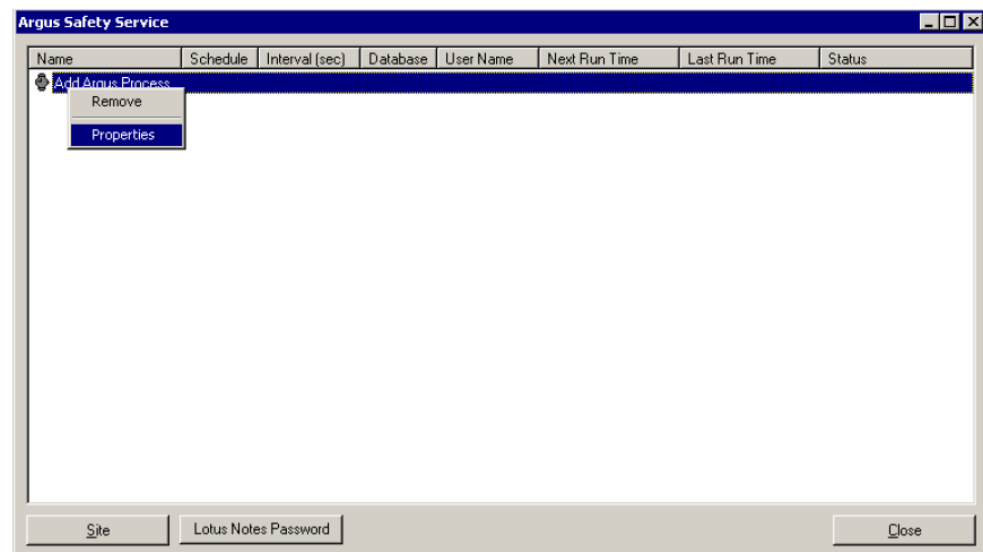 Argus Safety Service
Name Schedule Interval (sec) Database User Name Next Run Time Last Run Time Status
Add Argus Process
Remove
Properties
Site Lotus Notes Password Close